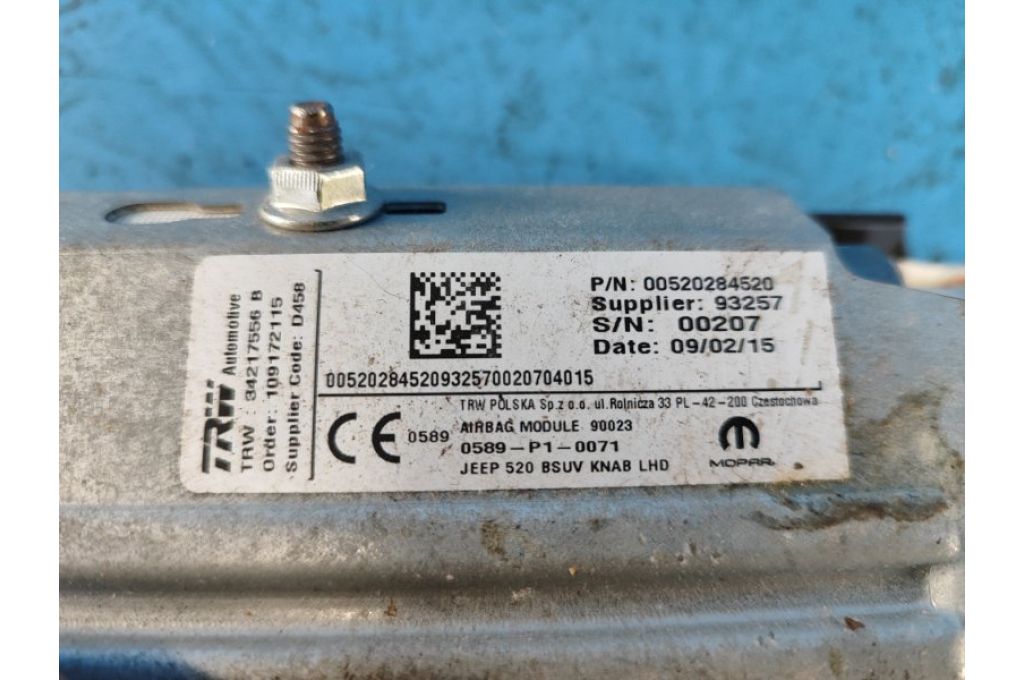 TRW Automotive
TRW : 34217556 B
Order: 109172115
Supplier Code: D458
P/N: 00520284520
Supplier: 93257
S/N: 00207
Date: 09/02/15
00520284520932570020704015
TRW POLSKA Sp.z o.o. ul.Rolnicza 33 PL-42-200 Czestochowa
CE 0589
AIRBAG MODULE 90023
0589-P1-0071
JEEP 520 BSUV KNAB LHD
MOPAR